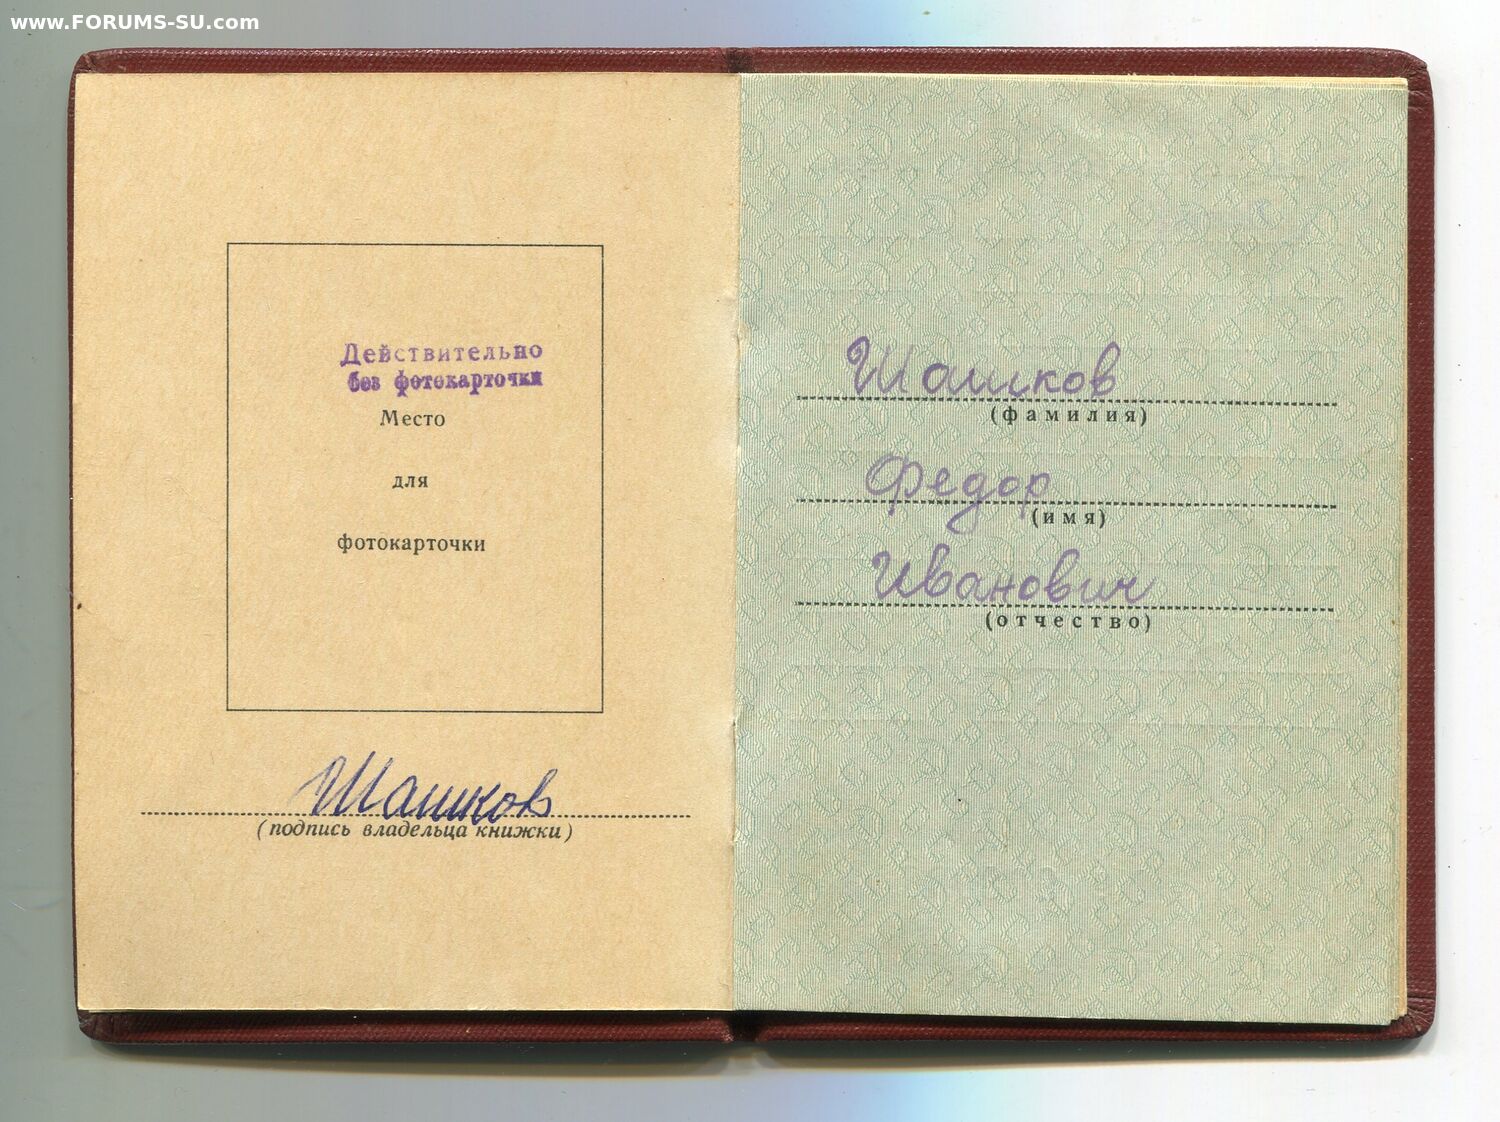 www.FORUMS-SU.com
Действительно
без фотокарточки
Место
для
фотокарточки
Шашков
(подпись владельца книжки)
Шашков
(фамилия)
Федор
(имя)
Иванович
(отчество)